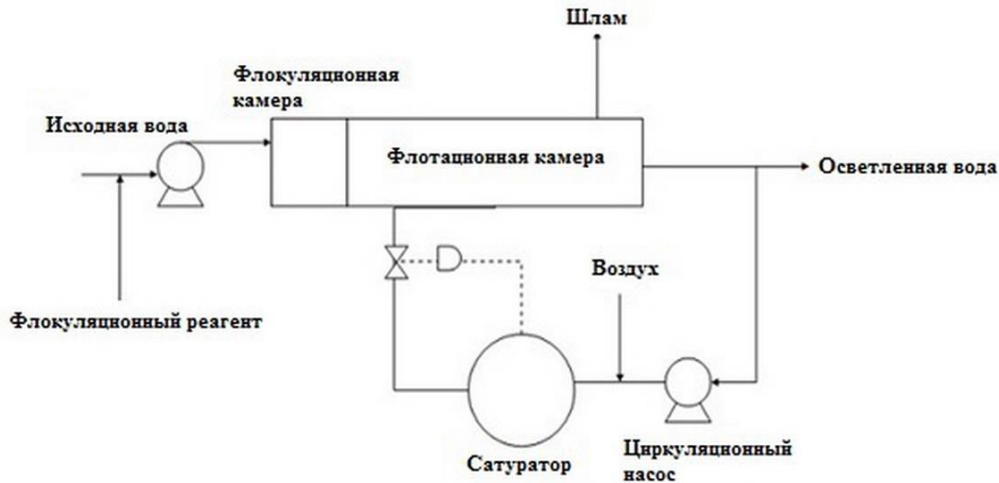 Шлам
Флокуляционная
камера
Исходная вода
Флотационная камера
Осветленная вода
Воздух
Флокуляционный реагент
Циркуляционный
насос
Сатуратор